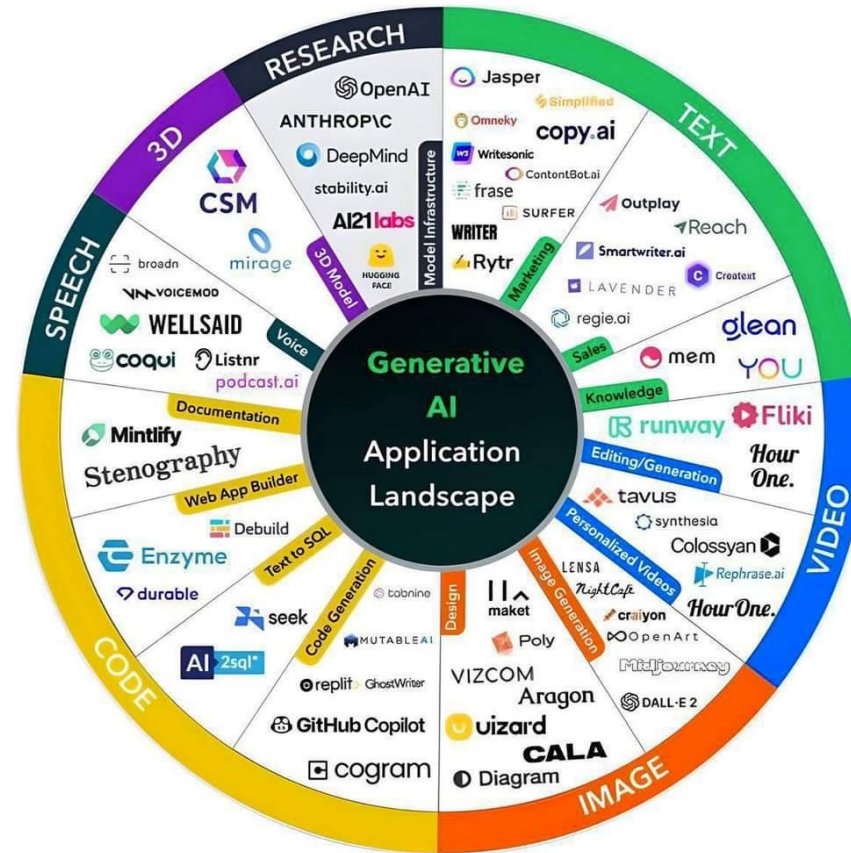 Generative
AI
Application
Landscape
RESEARCH
Model Infrastructure
OpenAI
ANTHROP\C
DeepMind
stability.ai
AI21labs
HUGGING
FACE
TEXT
Marketing
Jasper
Simplified
Omneky
copy.ai
Writesonic
ContentBot.ai
frase
SURFER
WRITER
Rytr
Sales
Outplay
Reach
Smartwriter.ai
Creatext
LAVENDER
regie.ai
Knowledge
glean
mem
YOU
VIDEO
Editing/Generation
runway
Fliki
Hour
One.
Personalized Videos
tavus
synthesia
Colossyan
Rephrase.ai
HourOne.
IMAGE
Image Generation
LENSA
NightCafe
craiyon
OpenArt
Midjourney
DALL·E 2
Design
maket
Poly
VIZCOM
Aragon
uizard
CALA
Diagram
CODE
Code Generation
tabnine
MUTABLEAI
replit GhostWriter
GitHub Copilot
cogram
Text to SQL
seek
AI 2sql
Web App Builder
Debuild
Enzyme
durable
Documentation
Mintlify
Stenography
SPEECH
Voice
broadn
VOICEMOD
WELLSAID
coqui
Listnr
podcast.ai
3D
3D Model
CSM
mirage